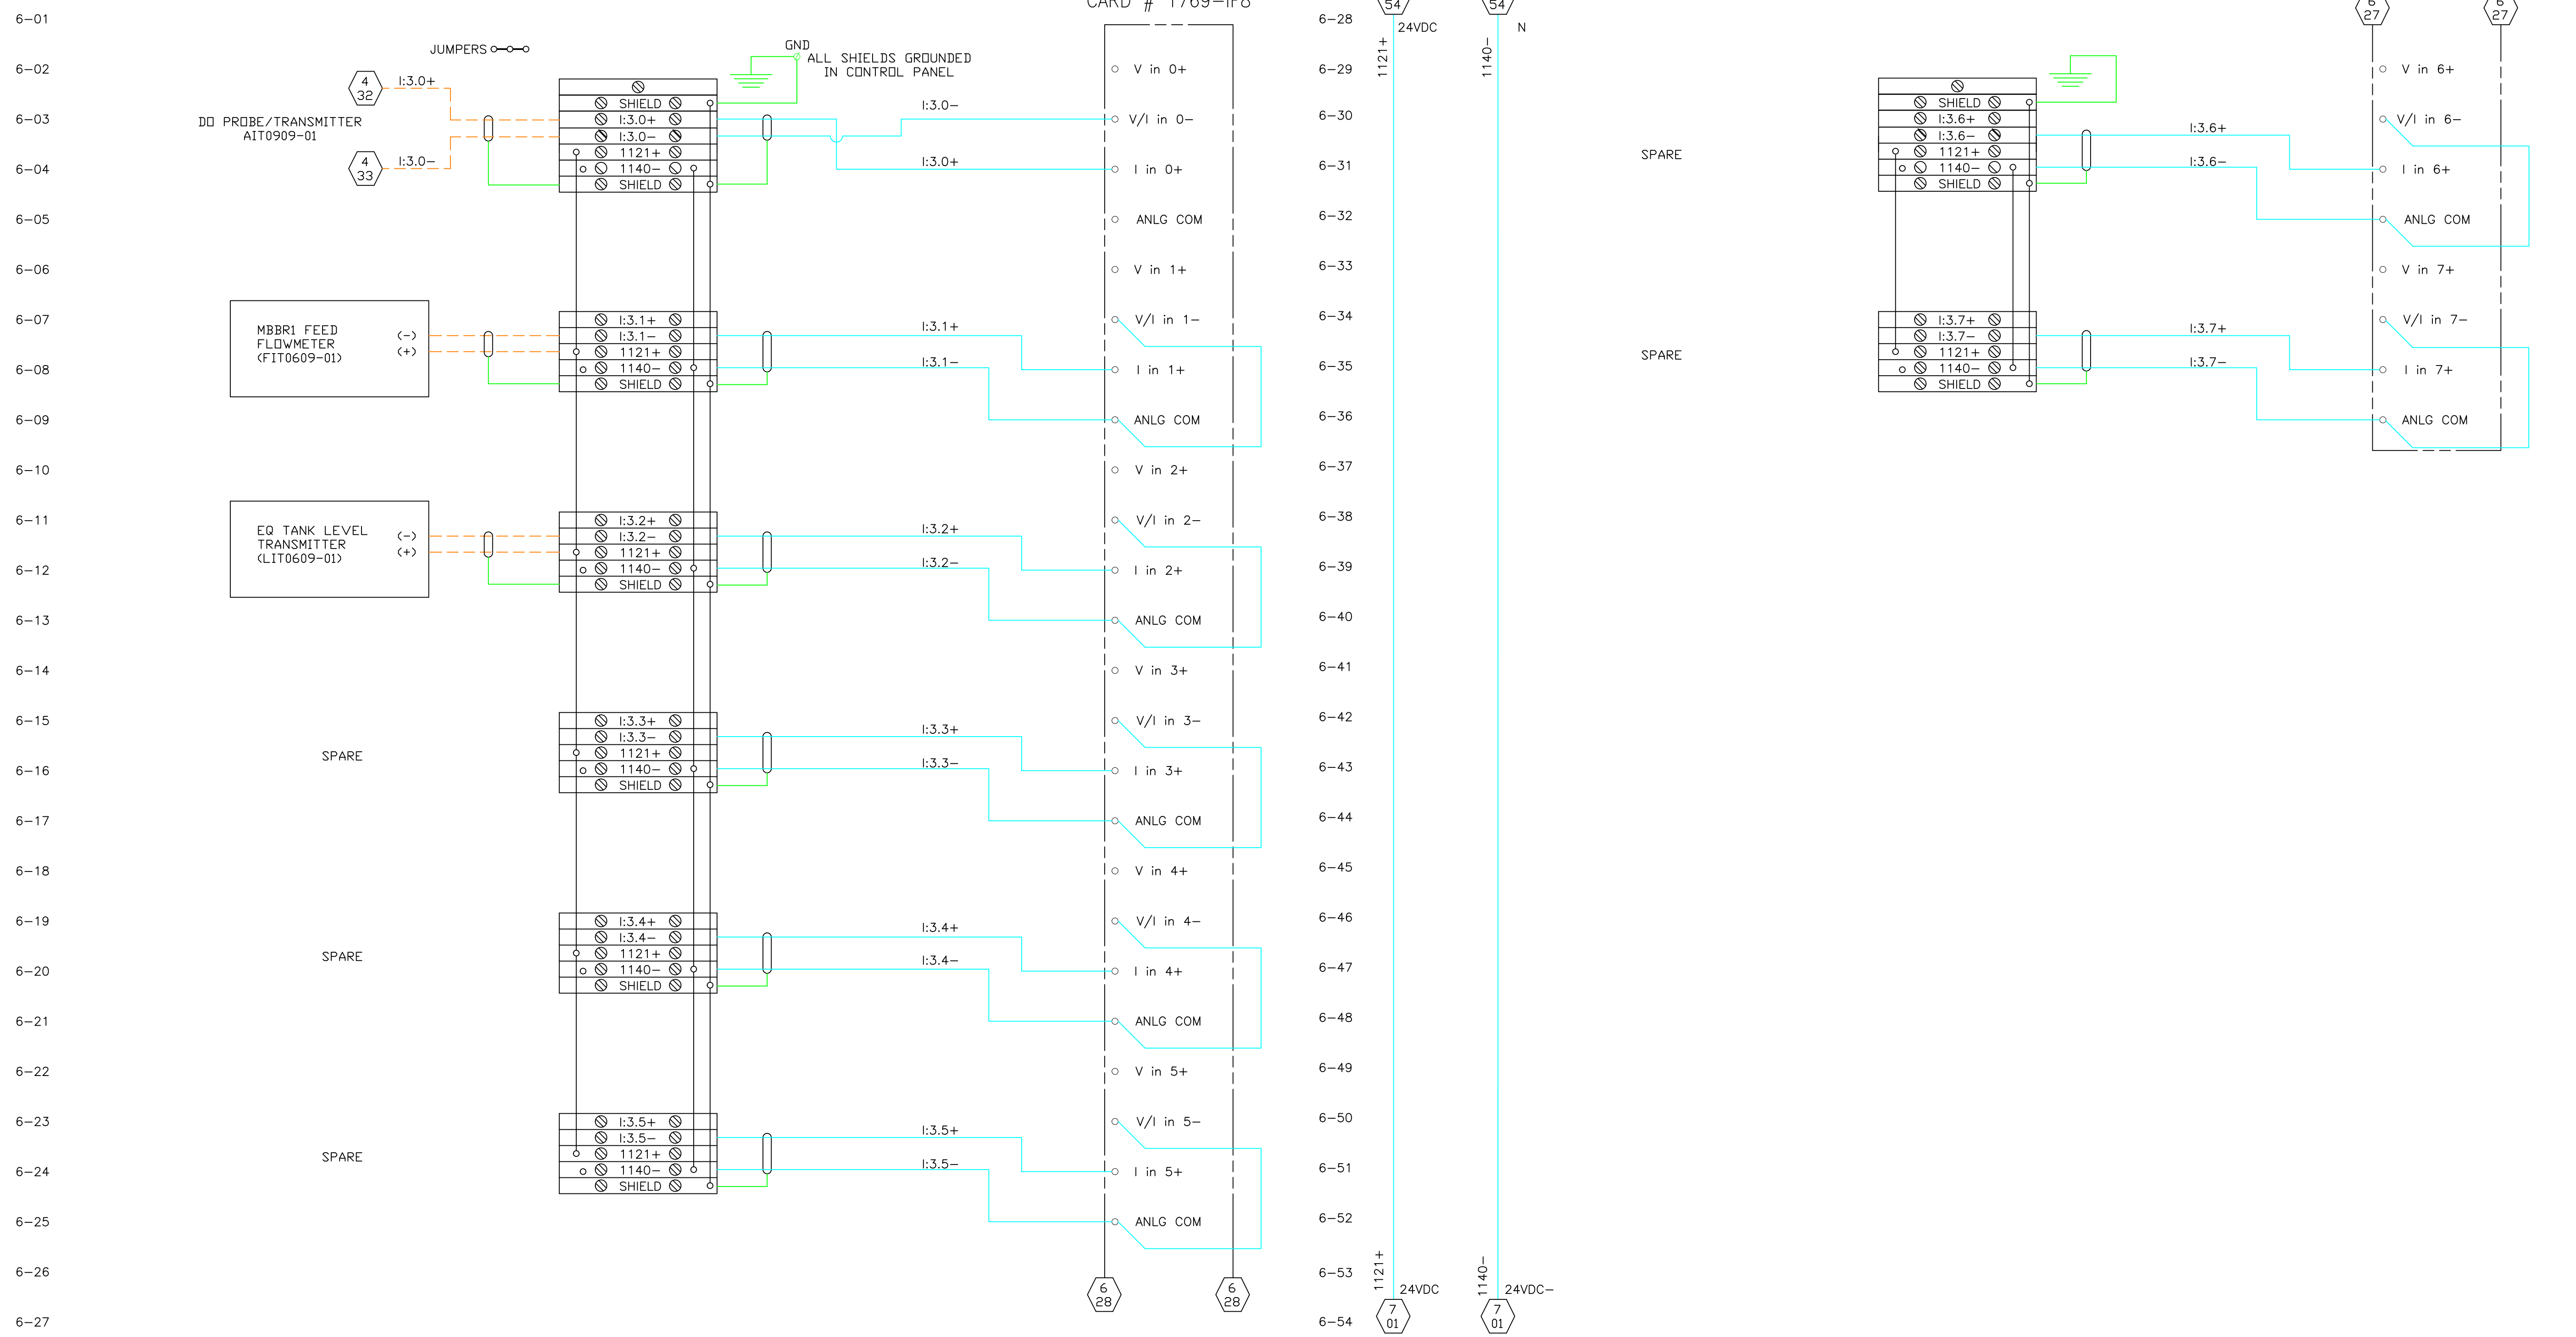 CARD # 1769-IF8
6-01
JUMPERS
GND
ALL SHIELDS GROUNDED
IN CONTROL PANEL
6-02
4
32
I:3.0+
V in 0+
SHIELD
I:3.0-
6-03
DO PROBE/TRANSMITTER
AIT0909-01
I:3.0+
I:3.0-
V/I in 0-
1121+
6-04
4
33
I:3.0-
1140-
I:3.0+
I in 0+
SHIELD
6-05
ANLG COM
6-06
V in 1+
6-07
MBBR1 FEED
FLOWMETER
(FIT0609-01)
(-)
(+)
I:3.1+
I:3.1-
1121+
1140-
SHIELD
I:3.1+
I:3.1-
V/I in 1-
6-08
I in 1+
6-09
ANLG COM
6-10
V in 2+
6-11
EQ TANK LEVEL
TRANSMITTER
(LIT0609-01)
(-)
(+)
I:3.2+
I:3.2-
1121+
1140-
SHIELD
I:3.2+
I:3.2-
V/I in 2-
6-12
I in 2+
6-13
ANLG COM
6-14
V in 3+
6-15
SPARE
I:3.3+
I:3.3-
1121+
1140-
SHIELD
I:3.3+
I:3.3-
V/I in 3-
6-16
I in 3+
6-17
ANLG COM
6-18
V in 4+
6-19
SPARE
I:3.4+
I:3.4-
1121+
1140-
SHIELD
I:3.4+
I:3.4-
V/I in 4-
6-20
I in 4+
6-21
ANLG COM
6-22
V in 5+
6-23
SPARE
I:3.5+
I:3.5-
1121+
1140-
SHIELD
I:3.5+
I:3.5-
V/I in 5-
6-24
I in 5+
6-25
ANLG COM
6-26
6
28
6
28
6-27
6-28
54
24VDC
1121+
54
N
1140-
6
27
6
27
6-29
V in 6+
SHIELD
6-30
I:3.6+
I:3.6-
1121+
1140-
SHIELD
I:3.6+
I:3.6-
V/I in 6-
6-31
SPARE
I in 6+
6-32
ANLG COM
6-33
V in 7+
6-34
I:3.7+
I:3.7-
1121+
1140-
SHIELD
I:3.7+
I:3.7-
V/I in 7-
6-35
SPARE
I in 7+
6-36
ANLG COM
6-37
6-38
6-39
6-40
6-41
6-42
6-43
6-44
6-45
6-46
6-47
6-48
6-49
6-50
6-51
6-52
6-53
1121+
24VDC
1140-
24VDC-
6-54
7
01
7
01